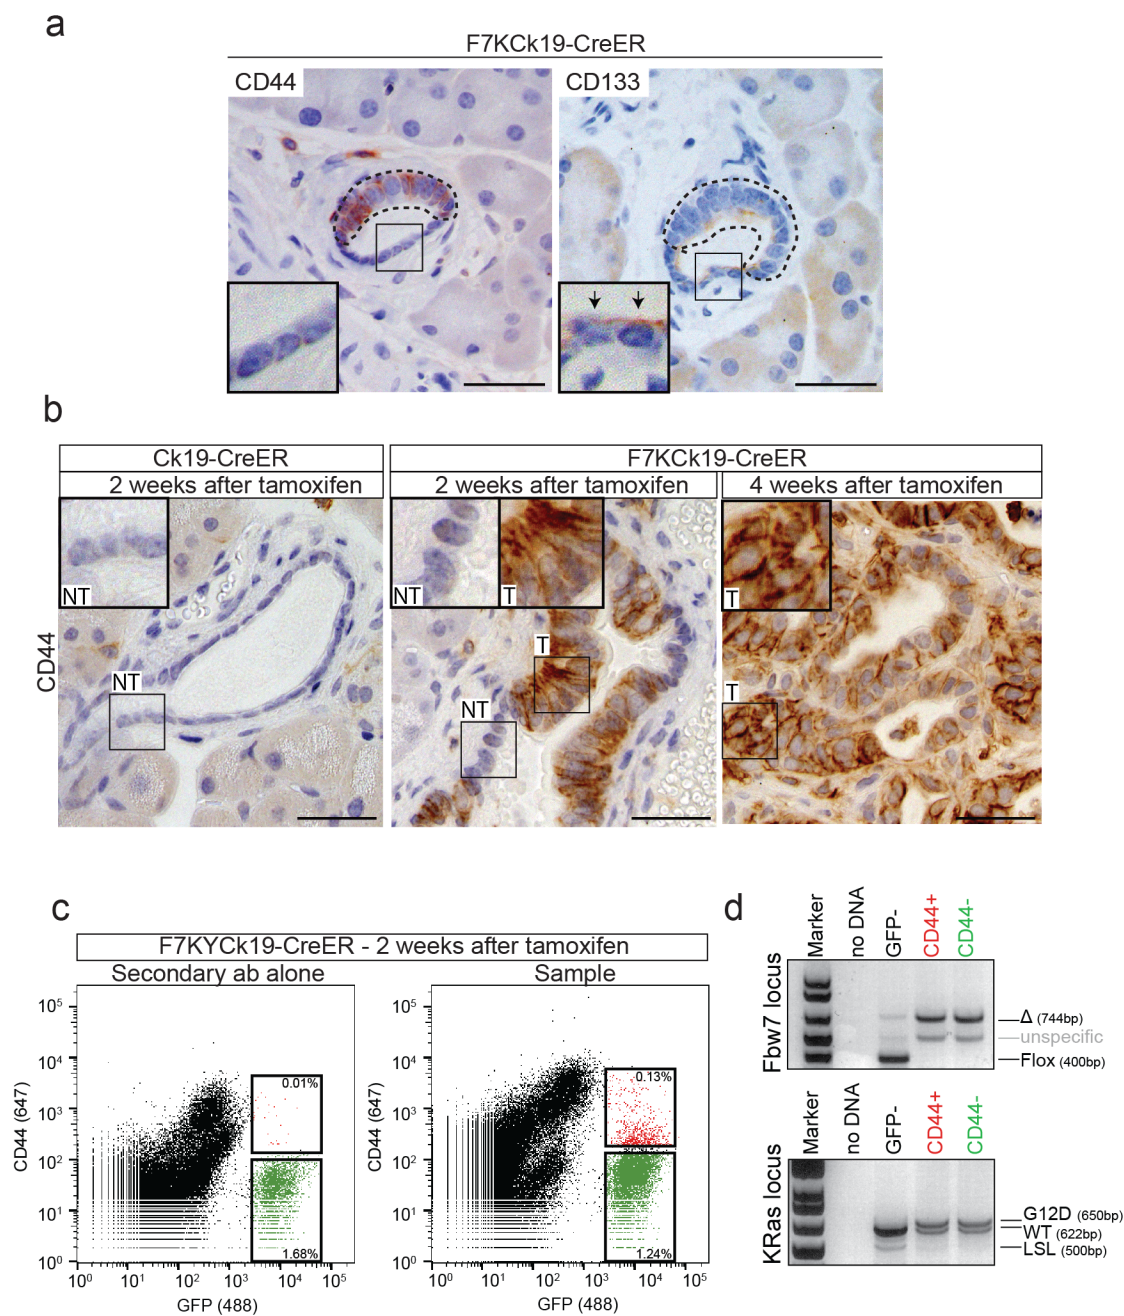 a
F7KCk19-CreER
CD44
CD133
b
Ck19-CreER
F7KCk19-CreER
2 weeks after tamoxifen
2 weeks after tamoxifen
4 weeks after tamoxifen
NT
NT
T
T
CD44
NT
T
NT
T
c
F7KYCk19-CreER - 2 weeks after tamoxifen
Secondary ab alone
Sample
CD44 (647)
10⁵
10⁴
10³
10²
10¹
10⁰
0.01%
1.68%
10⁰ 10¹ 10² 10³ 10⁴ 10⁵
GFP (488)
CD44 (647)
10⁵
10⁴
10³
10²
10¹
10⁰
0.13%
1.24%
10⁰ 10¹ 10² 10³ 10⁴ 10⁵
GFP (488)
d
Marker
no DNA
GFP-
CD44+
CD44-
Fbw7 locus
Δ (744bp)
unspecific
Flox (400bp)
Marker
no DNA
GFP-
CD44+
CD44-
KRas locus
G12D (650bp)
WT (622bp)
LSL (500bp)